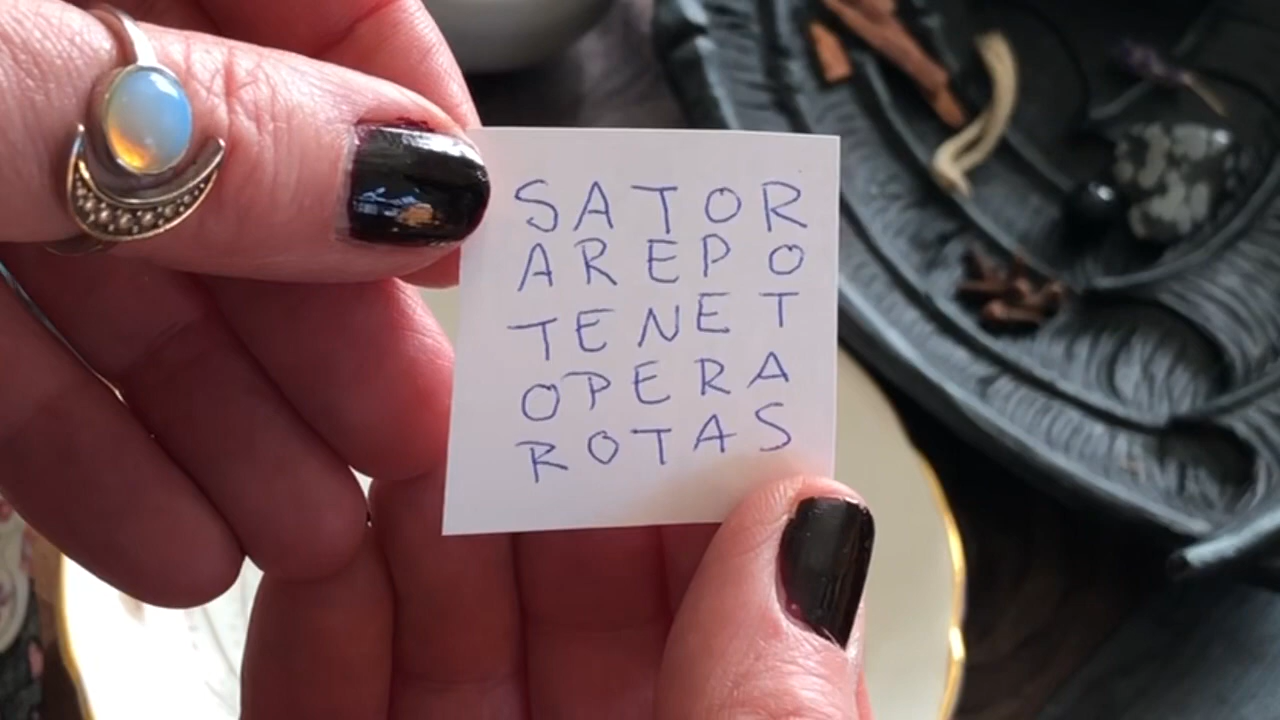 SATOR
AREPO
TENET
OPERA
ROTAS